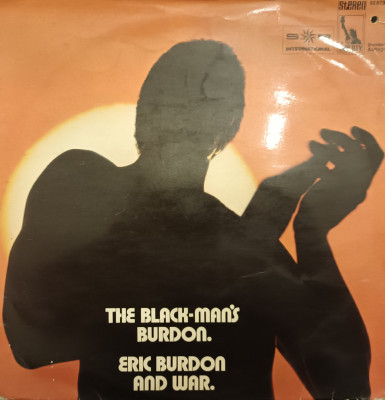 Stereo
INTERNATIONAL
THE BLACK-MAN'S
BURDON.
ERIC BURDON
AND WAR.